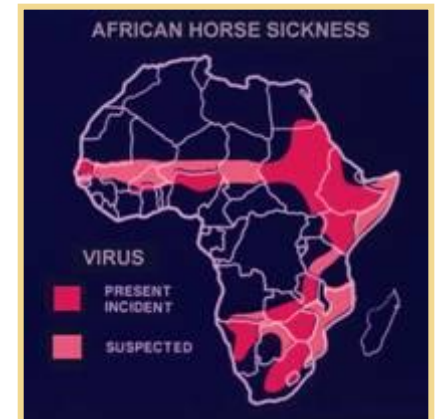 AFRICAN HORSE SICKNESS
VIRUS
PRESENT
INCIDENT
SUSPECTED